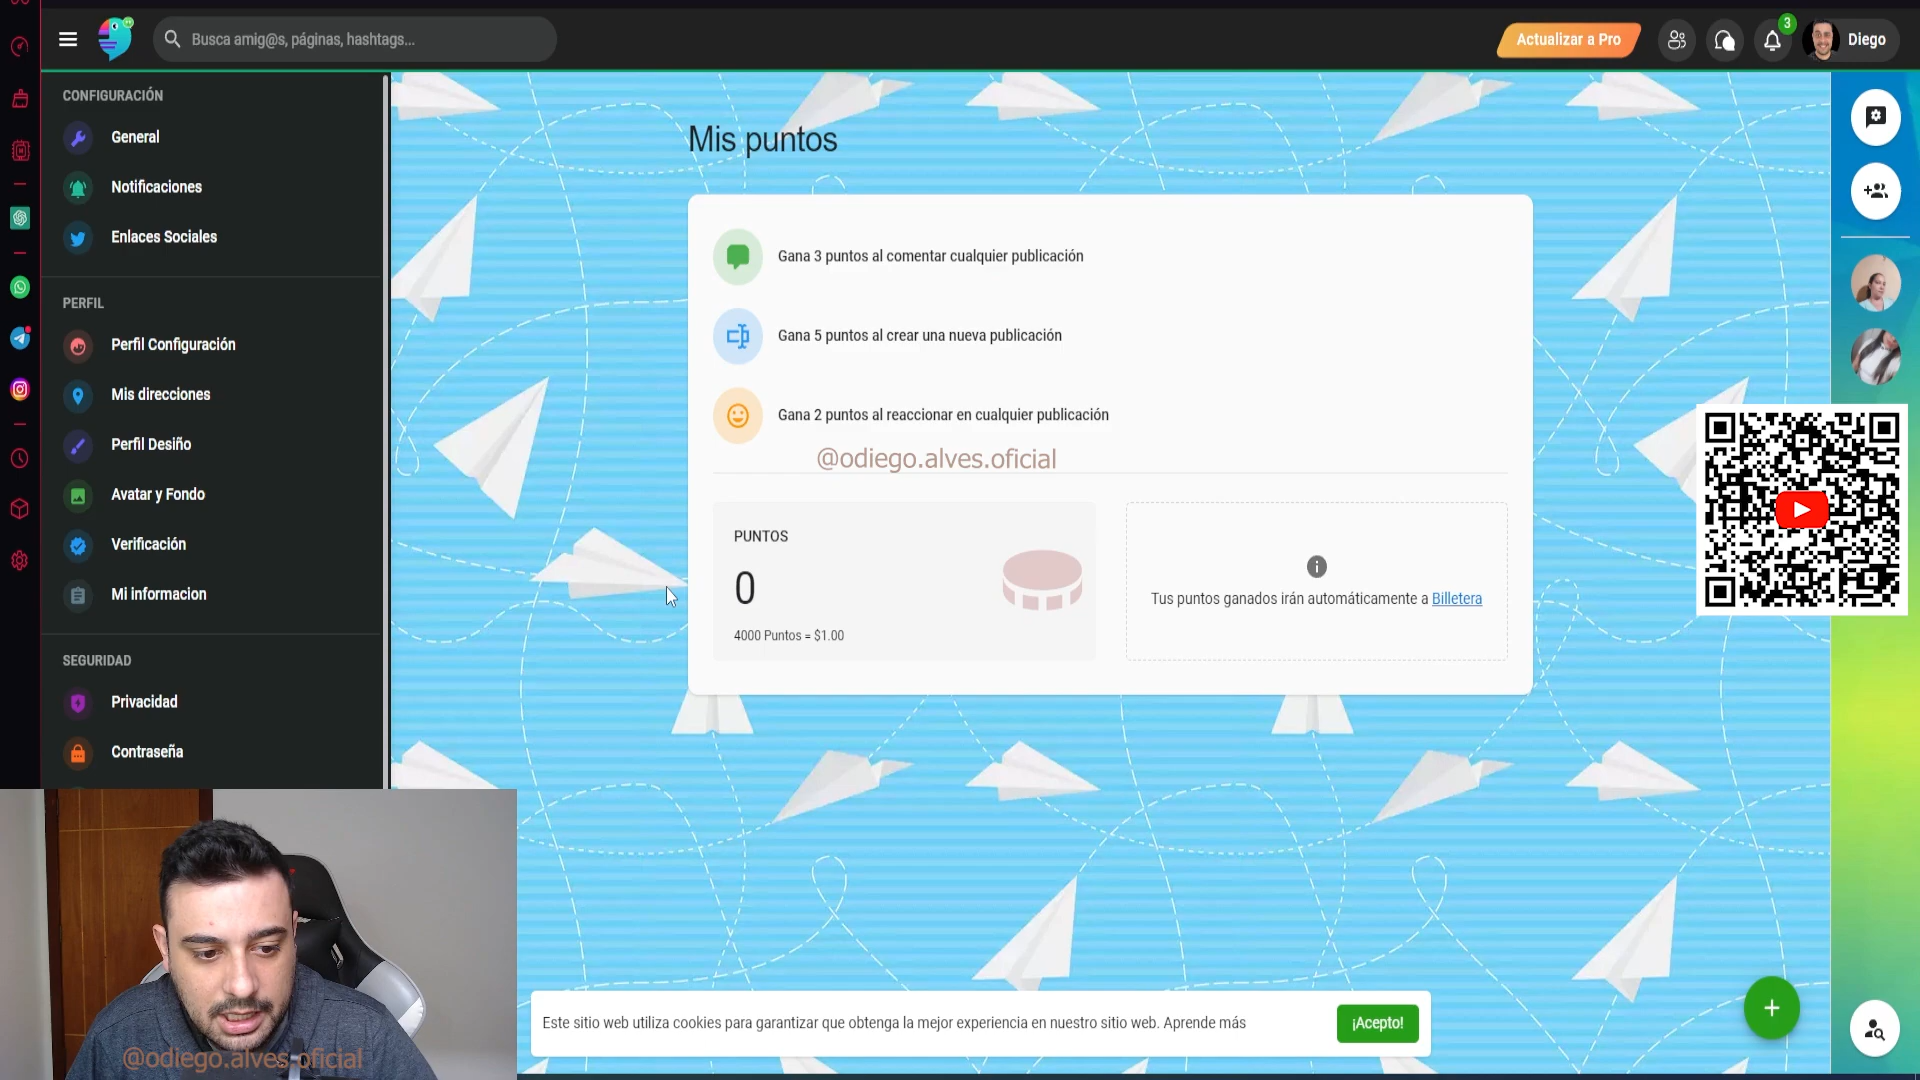 Busca amig@s, páginas, hashtags...
Actualizar a Pro
3
Diego
CONFIGURACIÓN
General
Notificaciones
Enlaces Sociales
PERFIL
Perfil Configuración
Mis direcciones
Perfil Desiño
Avatar y Fondo
Verificación
Mi informacion
SEGURIDAD
Privacidad
Contraseña
Mis puntos
Gana 3 puntos al comentar cualquier publicación
Gana 5 puntos al crear una nueva publicación
Gana 2 puntos al reaccionar en cualquier publicación
@odiego.alves.oficial
PUNTOS
0
4000 Puntos = $1.00
Tus puntos ganados irán automáticamente a Billetera
Este sitio web utiliza cookies para garantizar que obtenga la mejor experiencia en nuestro sitio web. Aprende más
¡Acepto!
@odiego.alves.oficial